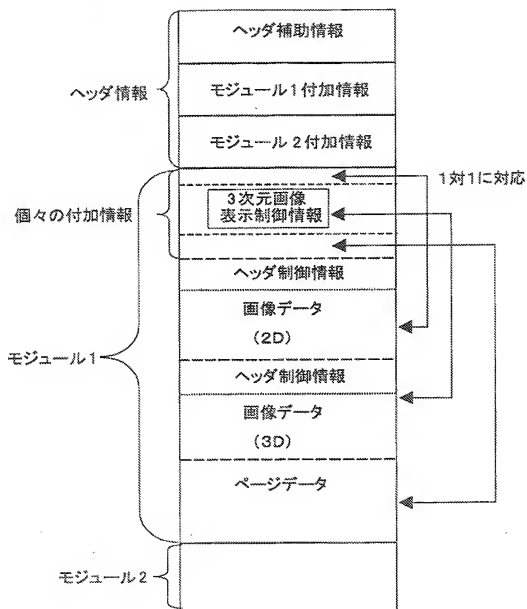 ヘッダ補助情報
ヘッダ情報
モジュール1付加情報
モジュール2付加情報
1対1に対応
個々の付加情報
3次元画像
表示制御情報
ヘッダ制御情報
画像データ
(2D)
モジュール1
ヘッダ制御情報
画像データ
(3D)
ページデータ
モジュール2